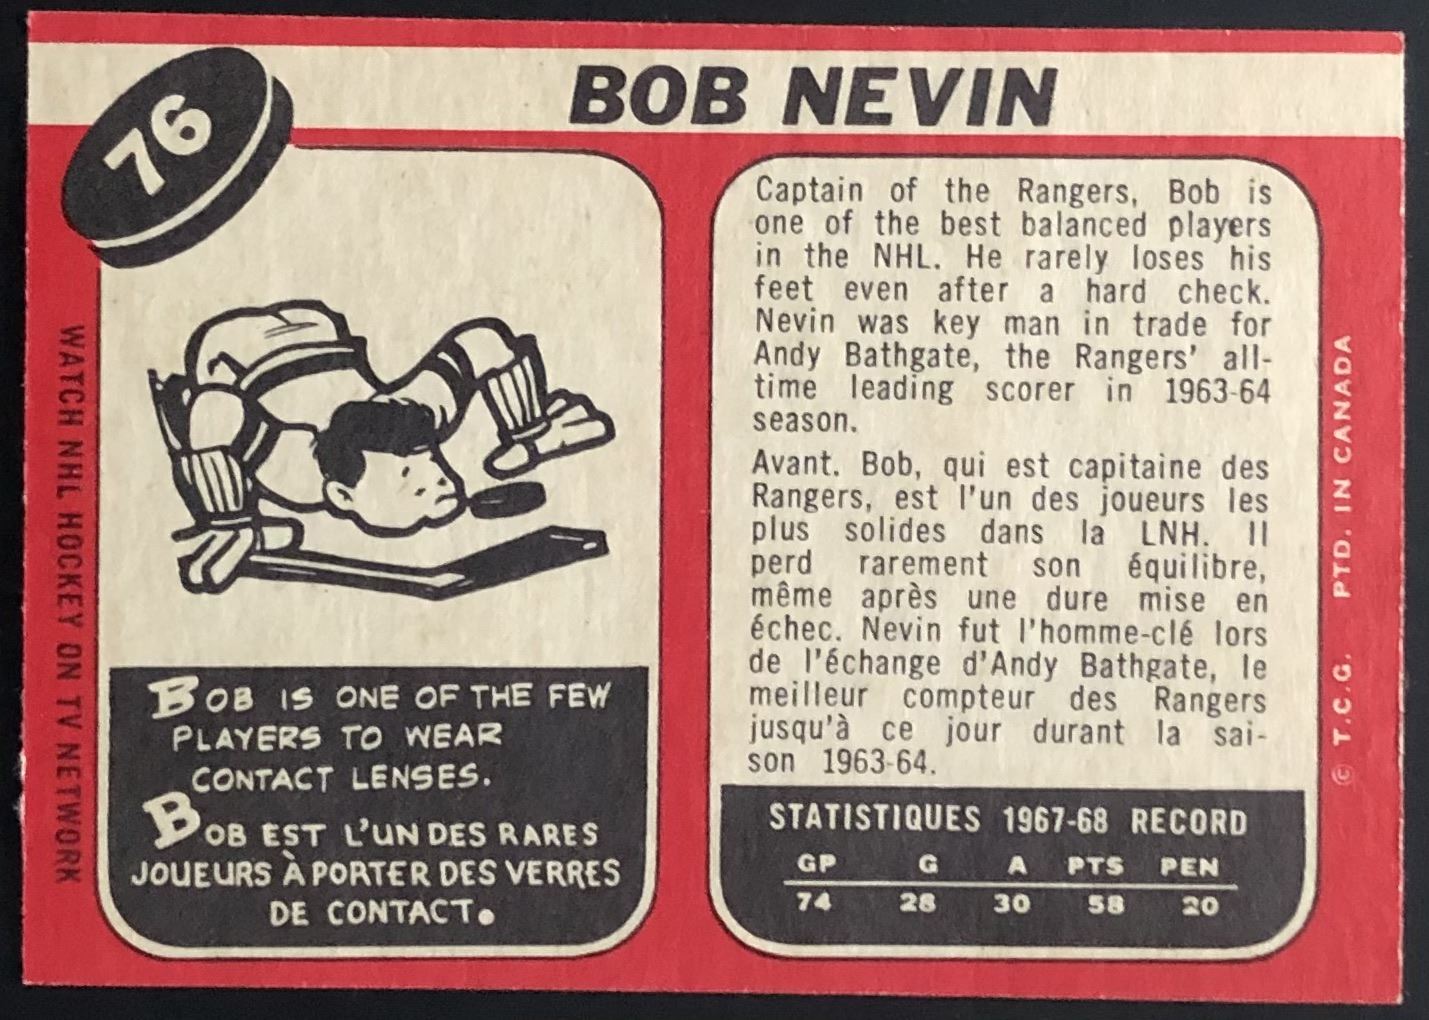 76
BOB NEVIN
WATCH NHL HOCKEY ON TV NETWORK
BOB IS ONE OF THE FEW
PLAYERS TO WEAR
CONTACT LENSES.
BOB EST L'UN DES RARES
JOUEURS À PORTER DES VERRES
DE CONTACT.
Captain of the Rangers, Bob is
one of the best balanced players
in the NHL. He rarely loses his
feet even after a hard check.
Nevin was key man in trade for
Andy Bathgate, the Rangers' all-
time leading scorer in 1963-64
season.
Avant. Bob, qui est capitaine des
Rangers, est l'un des joueurs les
plus solides dans la LNH. Il
perd rarement son équilibre,
même après une dure mise en
échec. Nevin fut l'homme-clé lors
de l'échange d'Andy Bathgate, le
meilleur compteur des Rangers
jusqu'à ce jour durant la sai-
son 1963-64.
STATISTIQUES 1967-68 RECORD
GP G A PTS PEN
74 28 30 58 20
© T.C.G. PTD. IN CANADA